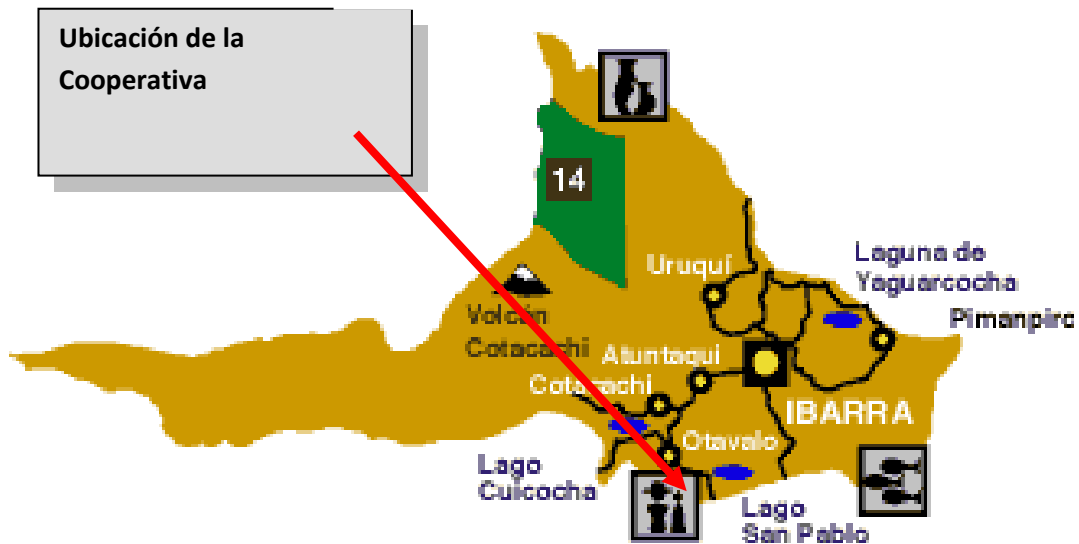 Ubicación de la
Cooperativa
14
Uruquí
Laguna de
Yaguarcocha
Pimanpiro
Volcán
Cotacachi
Atuntaqui
Cotacachi
IBARRA
Otavalo
Lago
Cuicocha
Lago
San Pablo